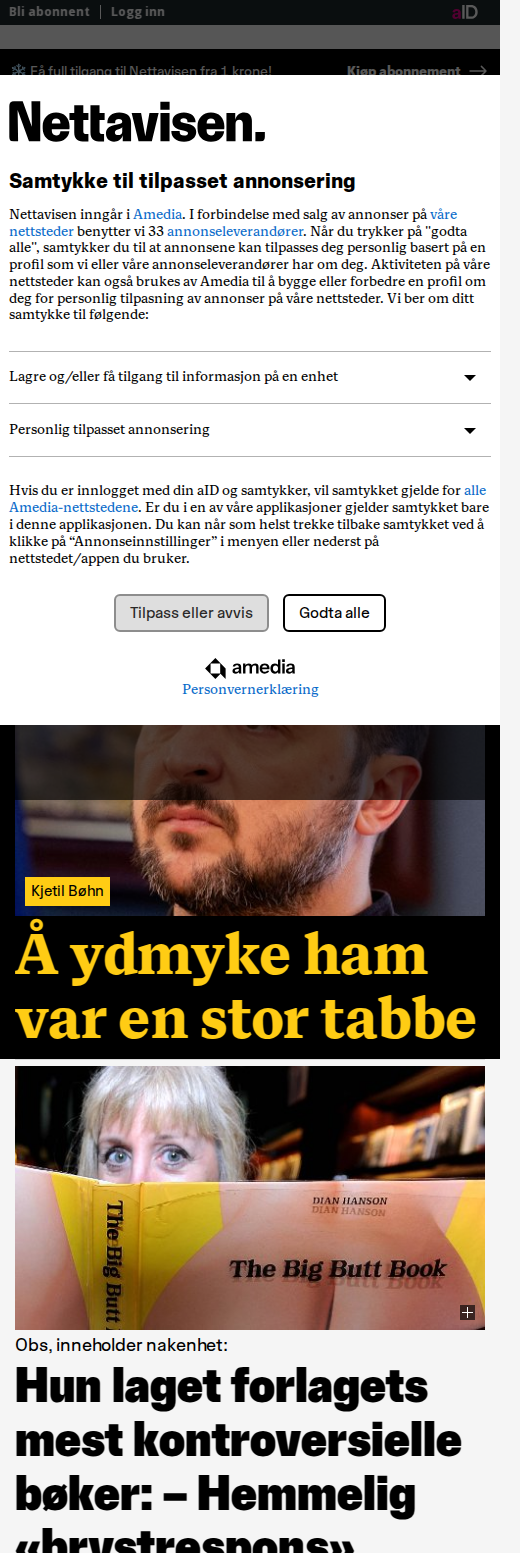 Bli abonnent | Logg inn
aID
Få full tilgang til Nettavisen fra 1 krone!
Kjøp abonnement →
Nettavisen.
Samtykke til tilpasset annonsering
Nettavisen inngår i Amedia. I forbindelse med salg av annonser på våre
nettsteder benytter vi 33 annonseleverandører. Når du trykker på "godta
alle", samtykker du til at annonsene kan tilpasses deg personlig basert på en
profil som vi eller våre annonseleverandører har om deg. Aktiviteten på våre
nettsteder kan også brukes av Amedia til å bygge eller forbedre en profil om
deg for personlig tilpasning av annonser på våre nettsteder. Vi ber om ditt
samtykke til følgende:
Lagre og/eller få tilgang til informasjon på en enhet
Personlig tilpasset annonsering
Hvis du er innlogget med din aID og samtykker, vil samtykket gjelde for alle
Amedia-nettstedene. Er du i en av våre applikasjoner gjelder samtykket bare
i denne applikasjonen. Du kan når som helst trekke tilbake samtykket ved å
klikke på “Annonseinnstillinger” i menyen eller nederst på
nettstedet/appen du bruker.
Tilpass eller avvis
Godta alle
amedia
Personvernerklæring
Kjetil Bøhn
Å ydmyke ham
var en stor tabbe
DIAN HANSON
The Big Butt Book
The Big Butt
Obs, inneholder nakenhet:
Hun laget forlagets
mest kontroversielle
bøker: – Hemmelig
«brystrespons»